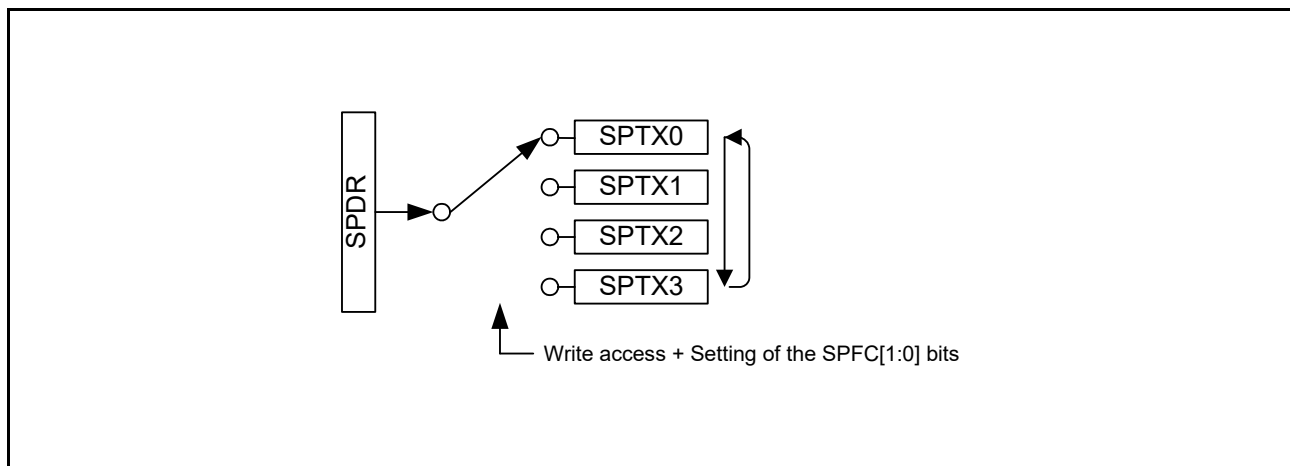 SPDR
SPTX0
SPTX1
SPTX2
SPTX3
Write access + Setting of the SPFC[1:0] bits